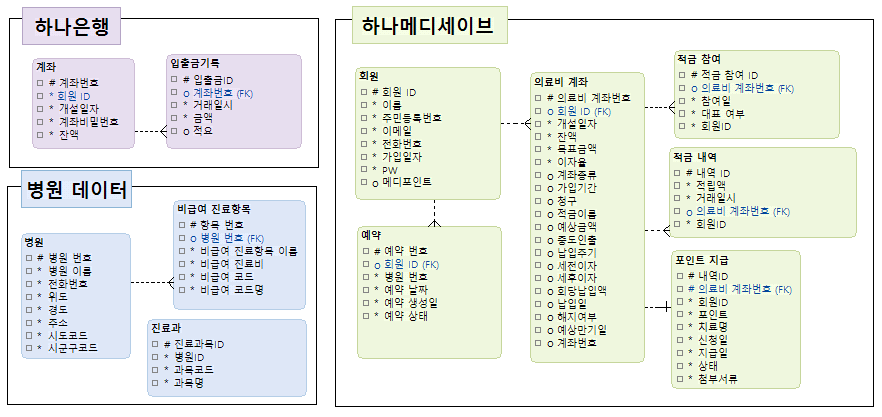 하나은행
계좌
# 계좌번호
* 회원 ID
* 개설일자
* 계좌비밀번호
* 잔액
입출금기록
# 입출금ID
o 계좌번호 (FK)
* 거래일시
* 금액
o 적요
병원 데이터
병원
# 병원 번호
* 병원 이름
* 전화번호
* 위도
* 경도
* 주소
* 시도코드
* 시군구코드
비급여 진료항목
# 항목 번호
o 병원 번호 (FK)
* 비급여 진료항목 이름
* 비급여 진료비
* 비급여 코드
* 비급여 코드명
진료과
# 진료과목ID
* 병원ID
* 과목코드
* 과목명
하나메디세이브
회원
# 회원 ID
* 이름
* 주민등록번호
* 이메일
* 전화번호
* 가입일자
* PW
o 메디포인트
예약
# 예약 번호
o 회원 ID (FK)
* 병원 번호
* 예약 날짜
* 예약 생성일
* 예약 상태
의료비 계좌
# 의료비 계좌번호
o 회원 ID (FK)
* 개설일자
* 잔액
* 목표금액
* 이자율
o 계좌종류
o 가입기간
o 청구
o 적금이름
o 예상금액
o 중도인출
o 납입주기
o 세전이자
o 세후이자
o 회당납입액
o 납입일
o 해지여부
o 예상만기일
o 계좌번호
적금 참여
# 적금 참여 ID
o 의료비 계좌번호 (FK)
* 참여일
* 대표 여부
* 회원ID
적금 내역
# 내역 ID
* 적립액
* 거래일시
o 의료비 계좌번호 (FK)
* 회원ID
포인트 지급
# 내역ID
# 의료비 계좌번호 (FK)
* 회원ID
* 포인트
* 치료명
* 신청일
* 지급일
* 상태
* 첨부서류